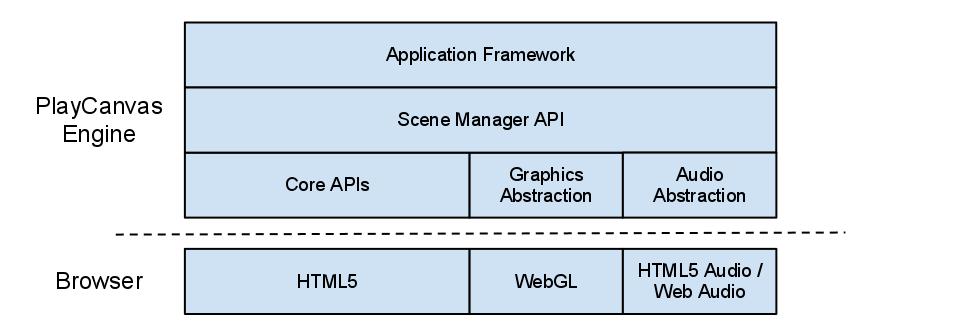 Application Framework
PlayCanvas
Engine
Scene Manager API
Core APIs
Graphics
Abstraction
Audio
Abstraction
Browser
HTML5
WebGL
HTML5 Audio /
Web Audio